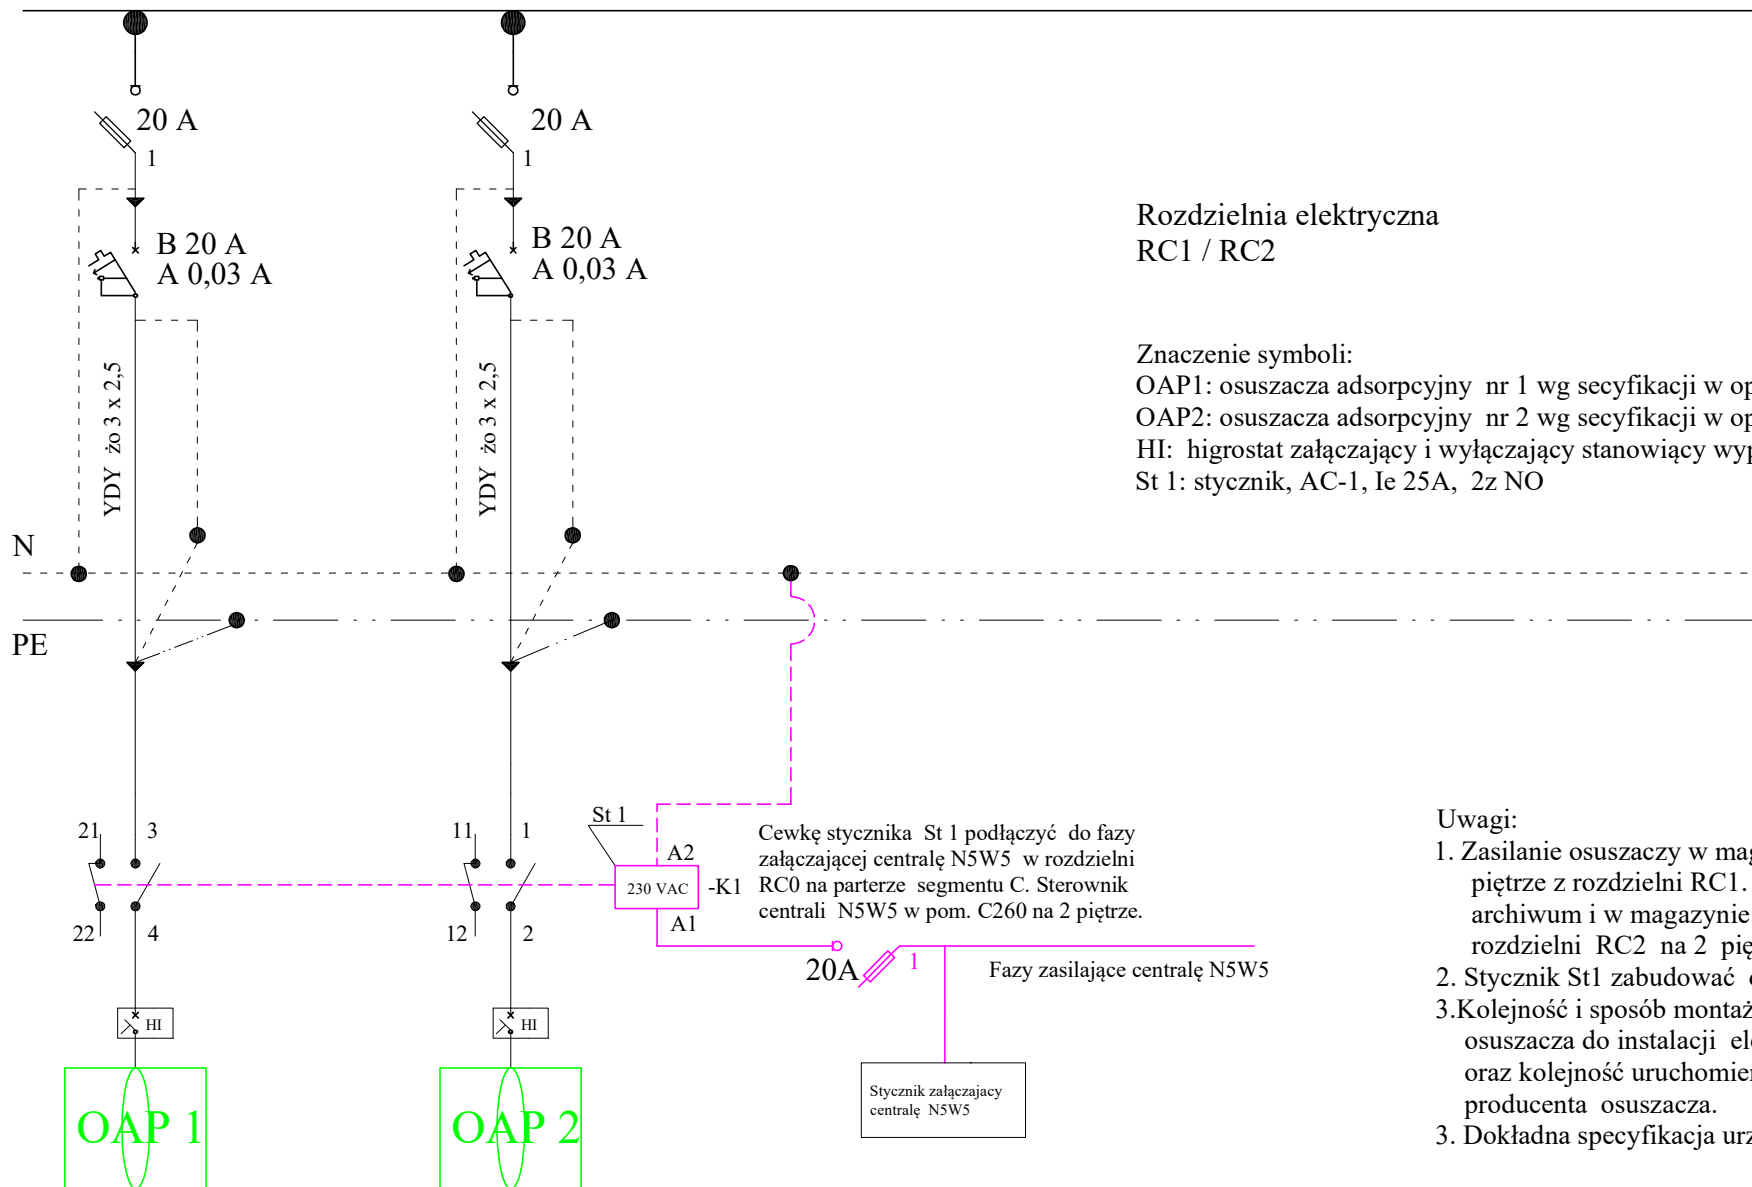 20 A
1
20 A
1
B 20 A
A 0,03 A
B 20 A
A 0,03 A
YDY żo 3 x 2,5
YDY żo 3 x 2,5
Rozdzielnia elektryczna
RC1 / RC2
Znaczenie symboli:
OAP1: osuszacza adsorpcyjny nr 1 wg secyfikacji w op
OAP2: osuszacza adsorpcyjny nr 2 wg secyfikacji w op
HI: higrostat załączający i wyłączający stanowiący wyp
St 1: stycznik, AC-1, Ie 25A, 2z NO
N
PE
21
3
22
4
11
1
12
2
St 1
A2
230 VAC
-K1
A1
Cewkę stycznika St 1 podłączyć do fazy
załączającej centralę N5W5 w rozdzielni
RC0 na parterze segmentu C. Sterownik
centrali N5W5 w pom. C260 na 2 piętrze.
20A
1
Fazy zasilające centralę N5W5
Stycznik załączajacy
centralę N5W5
HI
HI
OAP 1
OAP 2
Uwagi:
1. Zasilanie osuszaczy w mag
piętrze z rozdzielni RC1.
archiwum i w magazynie
rozdzielni RC2 na 2 pię
2. Stycznik St1 zabudować
3.Kolejność i sposób montaż
osuszacza do instalacji ele
oraz kolejność uruchomier
producenta osuszacza.
3. Dokładna specyfikacja urz